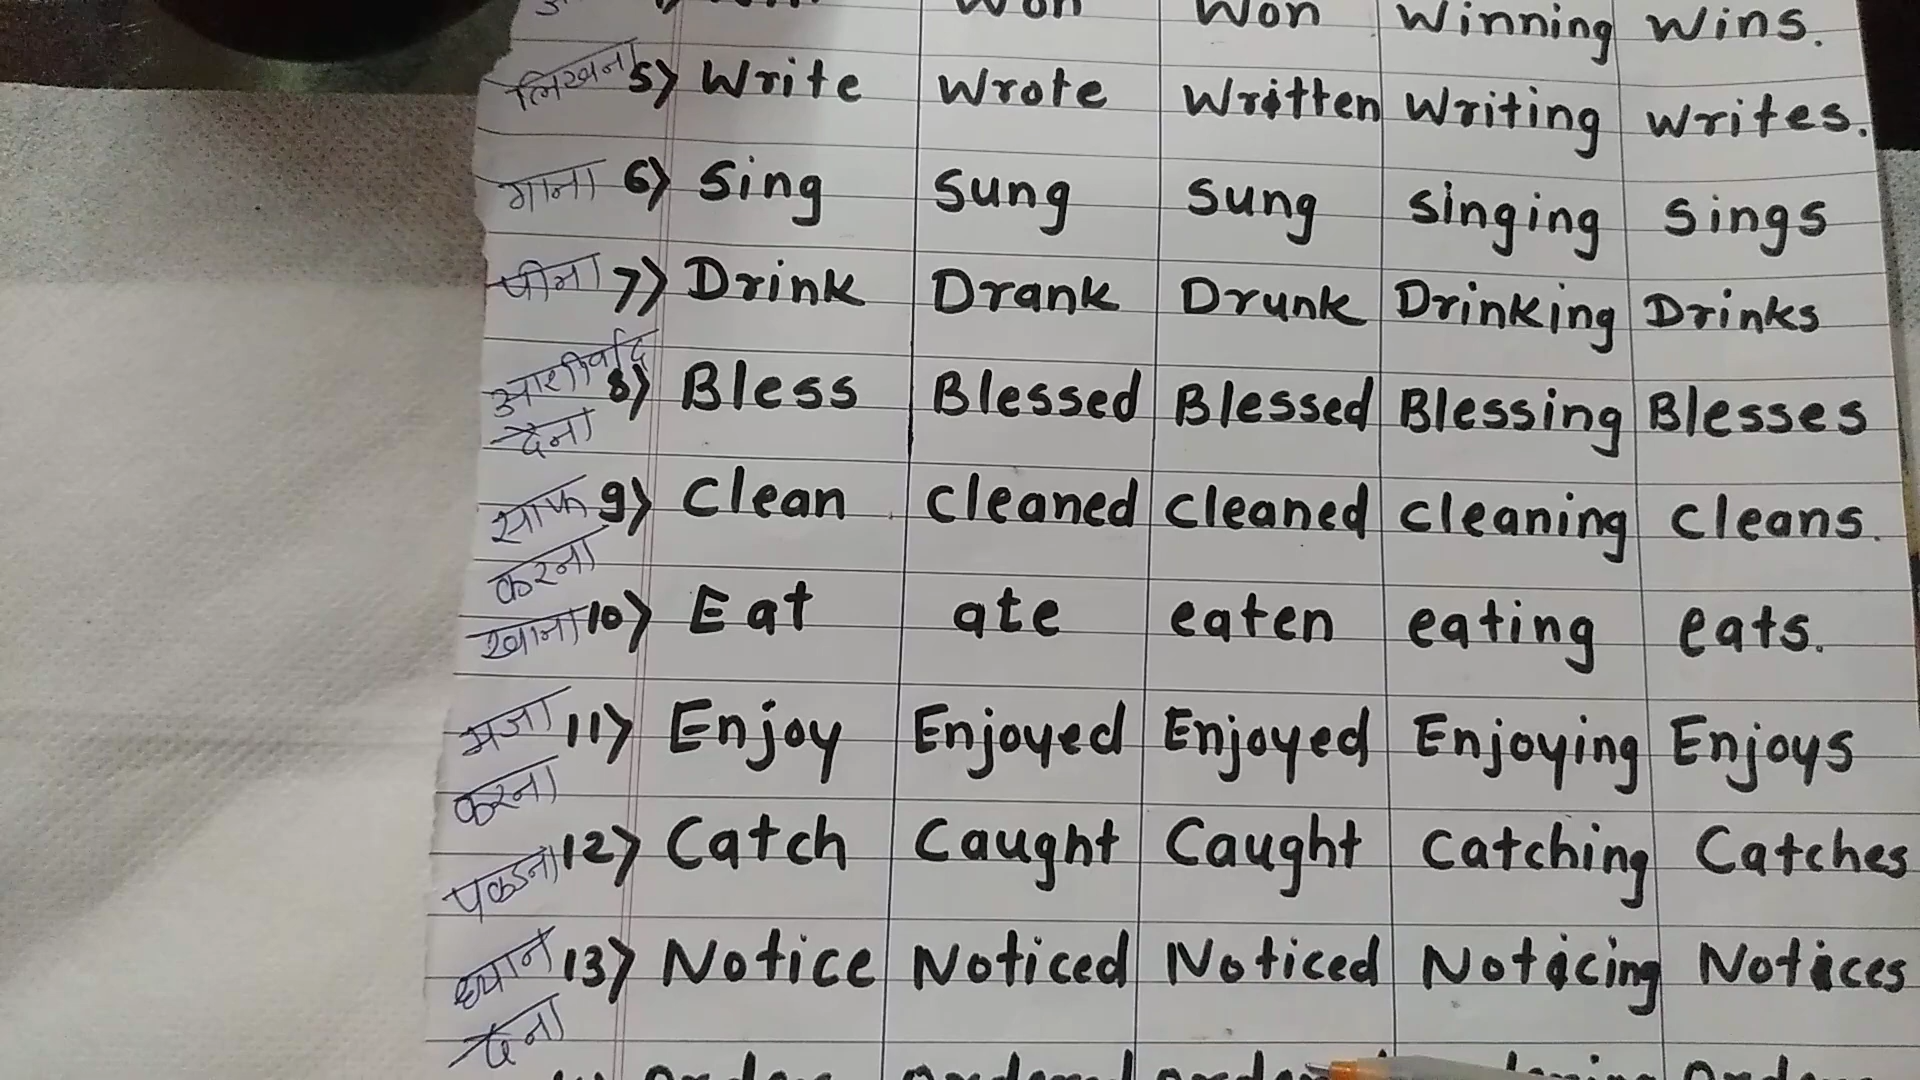 Won Won Winning Wins.
लिखना 5) Write Wrote Written Writing Writes.
गाना 6) Sing Sung Sung Singing Sings
पीना 7) Drink Drank Drunk Drinking Drinks
आशीर्वाद देना 8) Bless Blessed Blessed Blessing Blesses
साफ करना 9) Clean Cleaned Cleaned Cleaning Cleans.
खाना 10) Eat ate eaten eating eats.
मजा करना 11) Enjoy Enjoyed Enjoyed Enjoying Enjoys
पकडना 12) Catch Caught Caught Catching Catches
ध्यान देना 13) Notice Noticed Noticed Noticing Notices